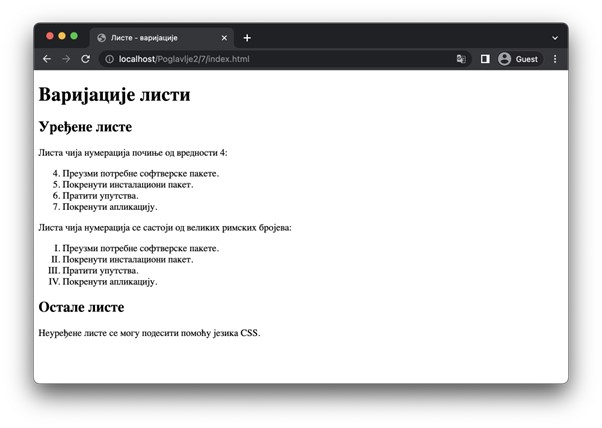 Листе - варијације
localhost/Poglavlje2/7/index.html
Guest
Варијације листи
Уређене листе
Листа чија нумерација почиње од вредности 4:
4. Преузми потребне софтверске пакете.
5. Покренути инсталациони пакет.
6. Пратити упутства.
7. Покренути апликацију.
Листа чија нумерација се састоји од великих римских бројева:
I. Преузми потребне софтверске пакете.
II. Покренути инсталациони пакет.
III. Пратити упутства.
IV. Покренути апликацију.
Остале листе
Неуређене листе се могу подесити помоћу језика CSS.